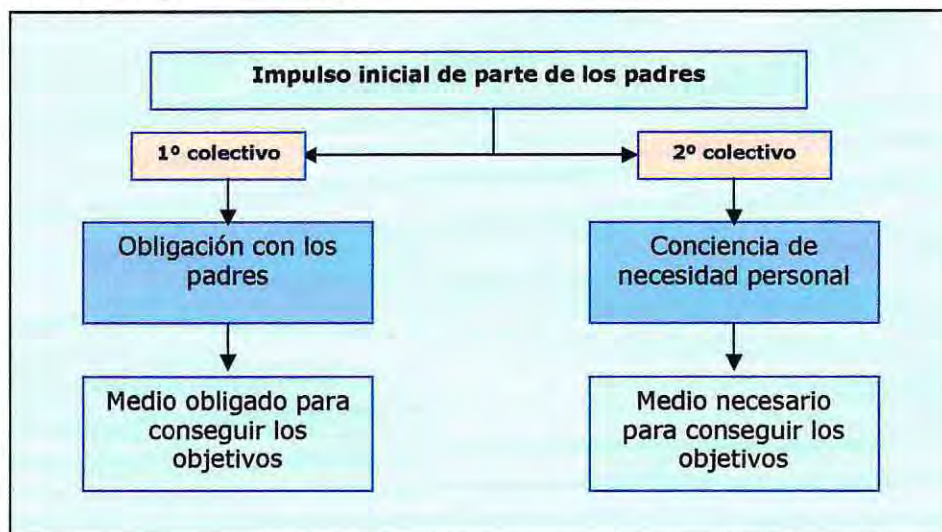 Impulso inicial de parte de los padres
1º colectivo
2º colectivo
Obligación con los
padres
Conciencia de
necesidad personal
Medio obligado para
conseguir los
objetivos
Medio necesario
para conseguir los
objetivos